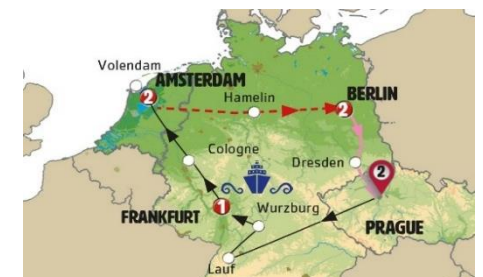 Volendam
AMSTERDAM
2
Hamelin
BERLIN
2
Cologne
Dresden
2
FRANKFURT
1
Wurzburg
PRAGUE
Lauf